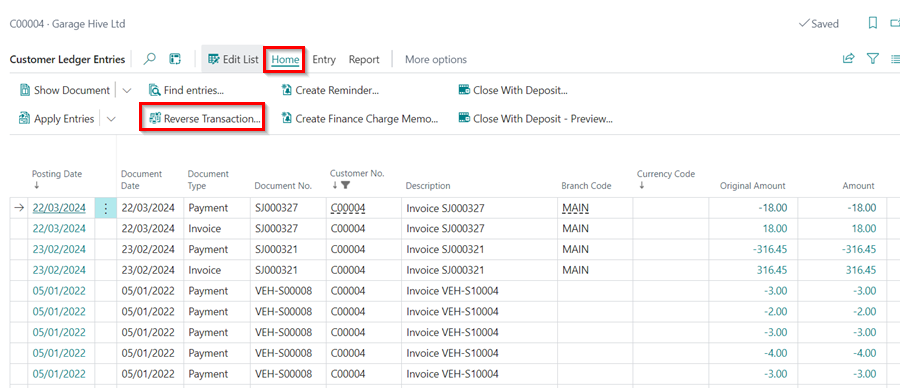 C00004 · Garage Hive Ltd
Saved
Customer Ledger Entries Edit List Home Entry Report More options
Show Document Find entries... Create Reminder... Close With Deposit...
Apply Entries Reverse Transaction... Create Finance Charge Memo... Close With Deposit - Preview...
Posting Date Document Date Document Type Document No. Customer No. Description Branch Code Currency Code Original Amount Amount
22/03/2024 22/03/2024 Payment SJ000327 C00004 Invoice SJ000327 MAIN -18.00 -18.00
22/03/2024 22/03/2024 Invoice SJ000327 C00004 Invoice SJ000327 MAIN 18.00 18.00
23/02/2024 23/02/2024 Payment SJ000321 C00004 Invoice SJ000321 MAIN -316.45 -316.45
23/02/2024 23/02/2024 Invoice SJ000321 C00004 Invoice SJ000321 MAIN 316.45 316.45
05/01/2022 05/01/2022 Payment VEH-S00008 C00004 Invoice VEH-S10004 -3.00 -3.00
05/01/2022 05/01/2022 Payment VEH-S00008 C00004 Invoice VEH-S10004 -2.00 -2.00
05/01/2022 05/01/2022 Payment VEH-S00008 C00004 Invoice VEH-S10004 -3.00 -3.00
05/01/2022 05/01/2022 Payment VEH-S00008 C00004 Invoice VEH-S10004 -4.00 -4.00
05/01/2022 05/01/2022 Payment VEH-S00008 C00004 Invoice VEH-S10004 -3.00 -3.00